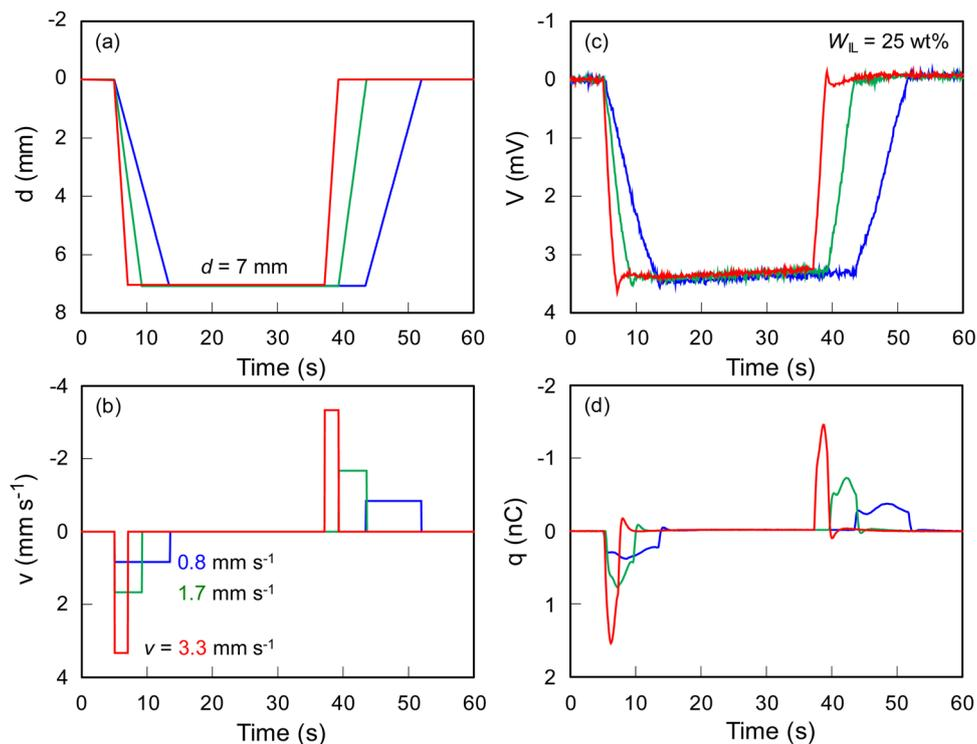 (a)
-2
0
2
4
6
8
d (mm)
d = 7 mm
0 10 20 30 40 50 60
Time (s)
(c)
W_IL = 25 wt%
-1
0
1
2
3
4
V (mV)
0 10 20 30 40 50 60
Time (s)
(b)
-4
-2
0
2
4
v (mm s⁻¹)
0.8 mm s⁻¹
1.7 mm s⁻¹
v = 3.3 mm s⁻¹
0 10 20 30 40 50 60
Time (s)
(d)
-2
-1
0
1
2
q (nC)
0 10 20 30 40 50 60
Time (s)